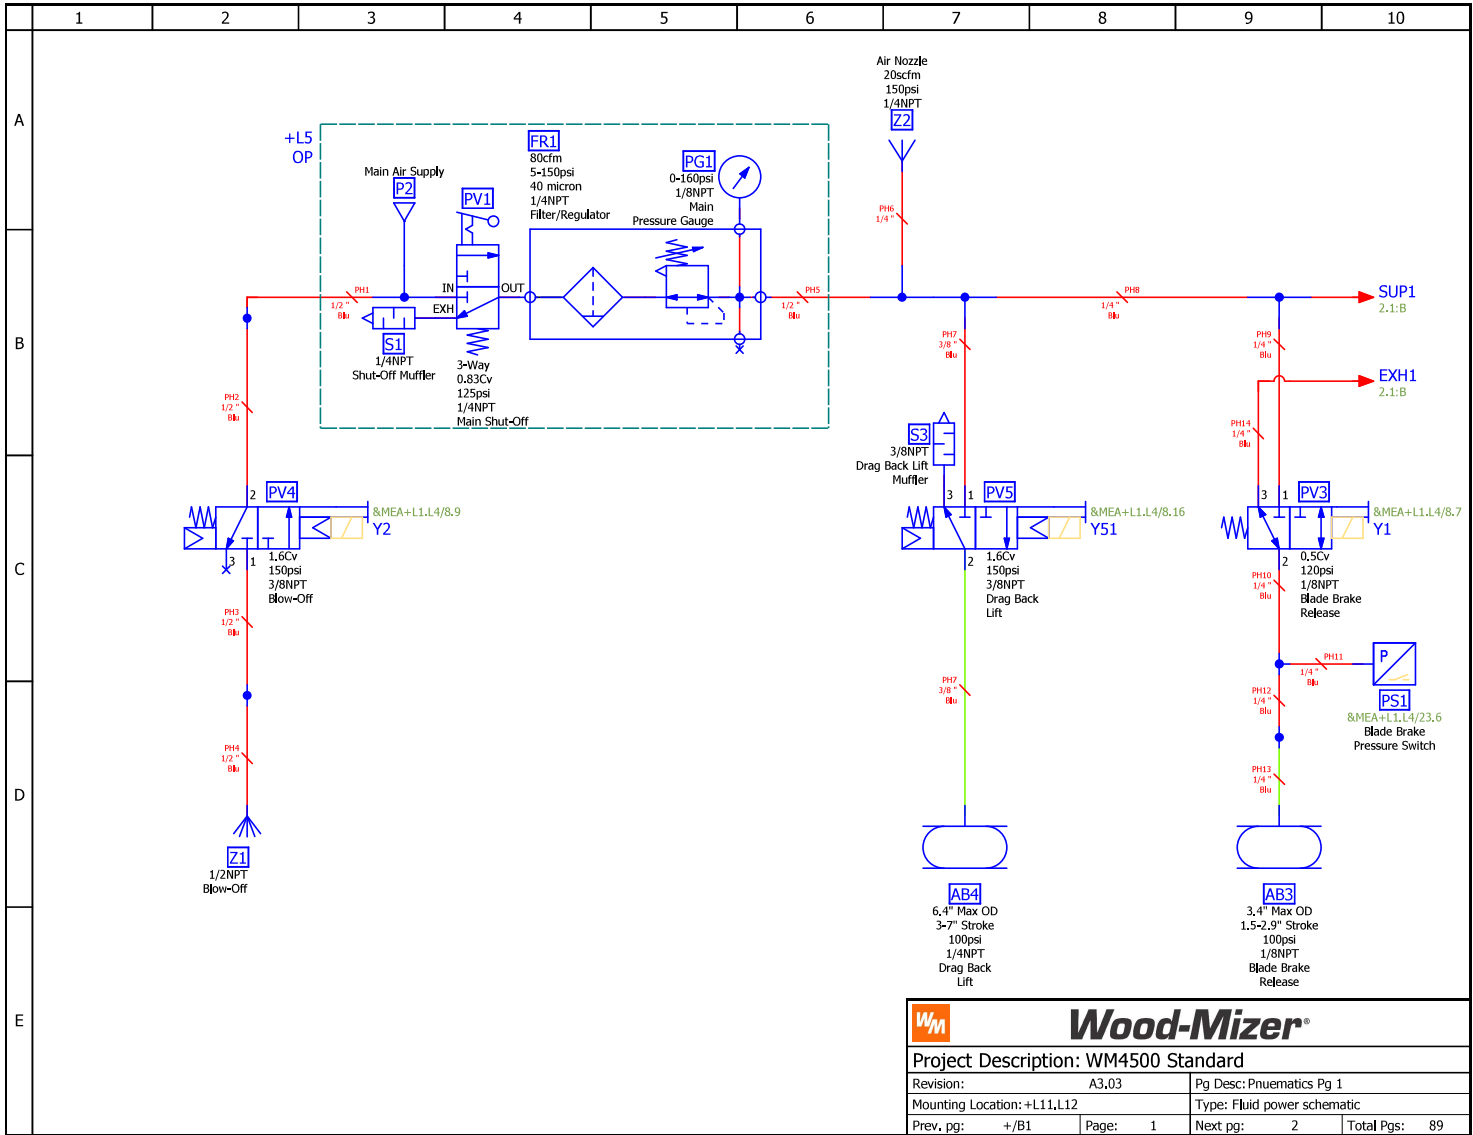 1 2 3 4 5 6 7 8 9 10
A
B
C
D
E
+L5
OP
Main Air Supply
P2
PV1
FR1
80cfm
5-150psi
40 micron
1/4NPT
Filter/Regulator
PG1
0-160psi
1/8NPT
Main
Pressure Gauge
Air Nozzle
20scfm
150psi
1/4NPT
Z2
PH6
1/4 "
PH1
1/2 "
Blu
IN
OUT
EXH
S1
1/4NPT
Shut-Off Muffler
3-Way
0.83Cv
125psi
1/4NPT
Main Shut-Off
PH5
1/2 "
Blu
PH8
1/4 "
Blu
SUP1
2.1:B
EXH1
2.1:B
PH7
3/8 "
Blu
PH9
1/4 "
Blu
PH14
1/4 "
Blu
PH2
1/2 "
Blu
S3
3/8NPT
Drag Back Lift
Muffler
2
PV4
&MEA+L1.L4/8.9
Y2
3
1
1.6Cv
150psi
3/8NPT
Blow-Off
3
1
PV5
&MEA+L1.L4/8.16
Y51
2
1.6Cv
150psi
3/8NPT
Drag Back
Lift
3
1
PV3
&MEA+L1.L4/8.7
Y1
2
0.5Cv
120psi
1/8NPT
Blade Brake
Release
PH10
1/4 "
Blu
PH3
1/2 "
Blu
PH11
1/4 "
Blu
P
PS1
&MEA+L1.L4/23.6
Blade Brake
Pressure Switch
PH7
3/8 "
Blu
PH12
1/4 "
Blu
PH4
1/2 "
Blu
PH13
1/4 "
Blu
Z1
1/2NPT
Blow-Off
AB4
6.4" Max OD
3-7" Stroke
100psi
1/4NPT
Drag Back
Lift
AB3
3.4" Max OD
1.5-2.9" Stroke
100psi
1/8NPT
Blade Brake
Release
WM
Wood-Mizer®
Project Description: WM4500 Standard
Revision: A3.03 Pg Desc: Pnuematics Pg 1
Mounting Location: +L11.L12 Type: Fluid power schematic
Prev. pg: +/B1 Page: 1 Next pg: 2 Total Pgs: 89